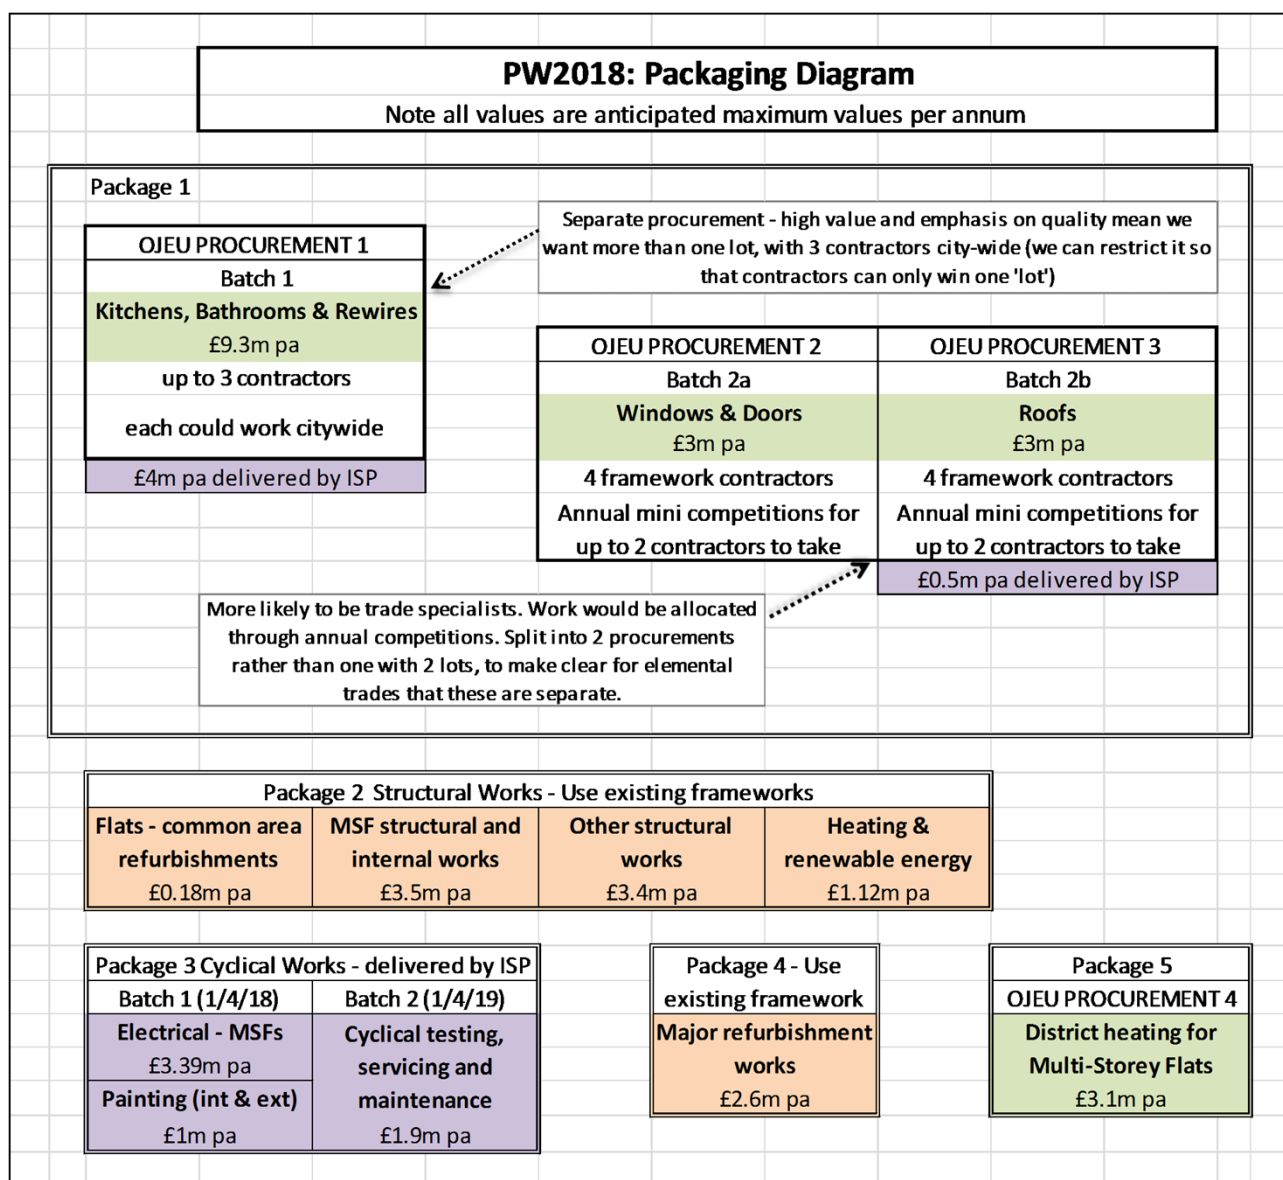 PW2018: Packaging Diagram
Note all values are anticipated maximum values per annum
Package 1
OJEU PROCUREMENT 1
Batch 1
Kitchens, Bathrooms & Rewires
£9.3m pa
up to 3 contractors
each could work citywide
£4m pa delivered by ISP
Separate procurement - high value and emphasis on quality mean we
want more than one lot, with 3 contractors city-wide (we can restrict it so
that contractors can only win one 'lot')
OJEU PROCUREMENT 2
Batch 2a
Windows & Doors
£3m pa
4 framework contractors
Annual mini competitions for
up to 2 contractors to take
OJEU PROCUREMENT 3
Batch 2b
Roofs
£3m pa
4 framework contractors
Annual mini competitions for
up to 2 contractors to take
£0.5m pa delivered by ISP
More likely to be trade specialists. Work would be allocated
through annual competitions. Split into 2 procurements
rather than one with 2 lots, to make clear for elemental
trades that these are separate.
Package 2 Structural Works - Use existing frameworks
Flats - common area
refurbishments
£0.18m pa
MSF structural and
internal works
£3.5m pa
Other structural
works
£3.4m pa
Heating &
renewable energy
£1.12m pa
Package 3 Cyclical Works - delivered by ISP
Batch 1 (1/4/18)
Electrical - MSFs
£3.39m pa
Painting (int & ext)
£1m pa
Batch 2 (1/4/19)
Cyclical testing,
servicing and
maintenance
£1.9m pa
Package 4 - Use
existing framework
Major refurbishment
works
£2.6m pa
Package 5
OJEU PROCUREMENT 4
District heating for
Multi-Storey Flats
£3.1m pa